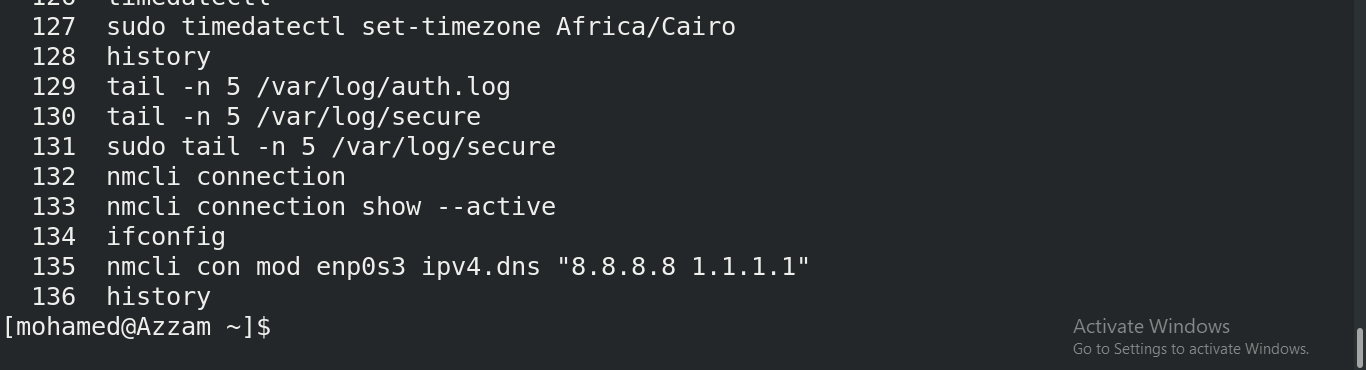 126 timedatectl
127 sudo timedatectl set-timezone Africa/Cairo
128 history
129 tail -n 5 /var/log/auth.log
130 tail -n 5 /var/log/secure
131 sudo tail -n 5 /var/log/secure
132 nmcli connection
133 nmcli connection show --active
134 ifconfig
135 nmcli con mod enp0s3 ipv4.dns "8.8.8.8 1.1.1.1"
136 history
[mohamed@Azzam ~]$
Activate Windows
Go to Settings to activate Windows.